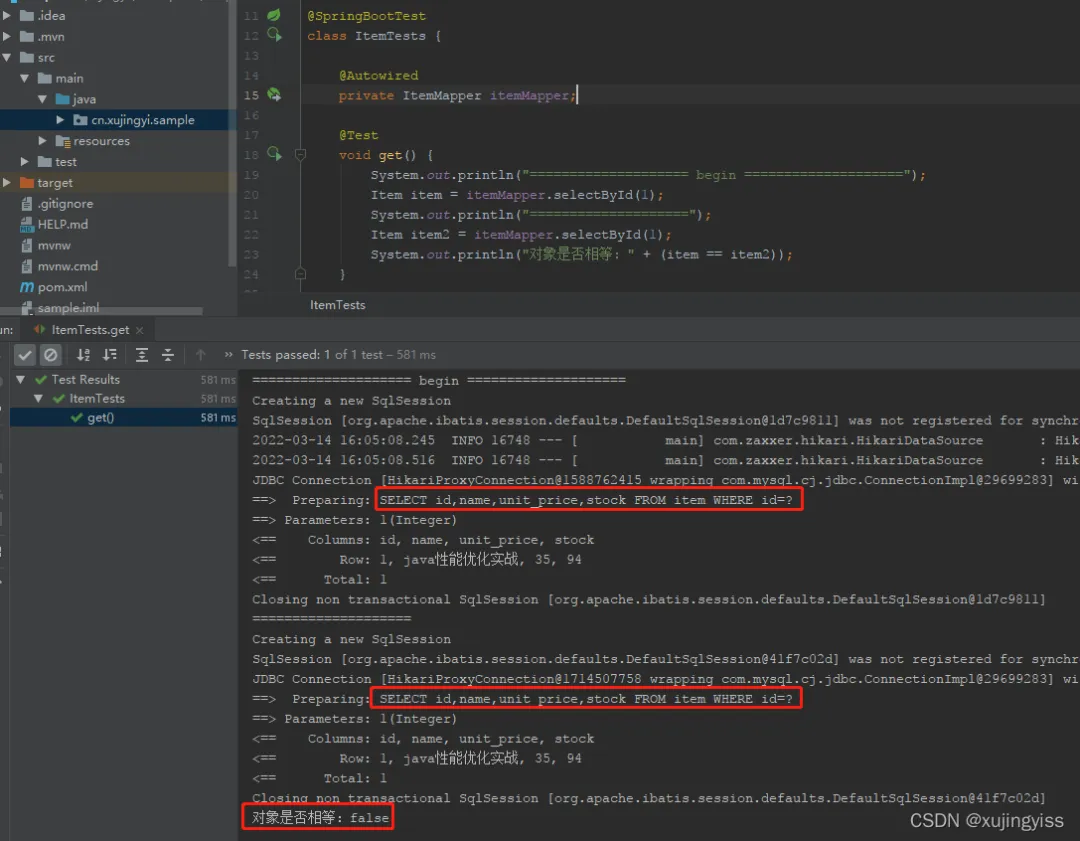 .idea
.mvn
src
main
java
cn.xujingyi.sample
resources
test
target
.gitignore
HELP.md
mvnw
mvnw.cmd
pom.xml
sample.iml
11 @SpringBootTest
12 class ItemTests {
13
14 @Autowired
15 private ItemMapper itemMapper;
16
17 @Test
18 void get() {
19 System.out.println("==================== begin ====================");
20 Item item = itemMapper.selectById(1);
21 System.out.println("====================");
22 Item item2 = itemMapper.selectById(1);
23 System.out.println("对象是否相等：" + (item == item2));
24 }
ItemTests
un: ItemTests.get ×
» Tests passed: 1 of 1 test – 581 ms
Test Results 581 ms
ItemTests 581 ms
get() 581 ms
==================== begin ====================
Creating a new SqlSession
SqlSession [org.apache.ibatis.session.defaults.DefaultSqlSession@1d7c9811] was not registered for synchr
2022-03-14 16:05:08.245  INFO 16748 --- [           main] com.zaxxer.hikari.HikariDataSource       : Hik
2022-03-14 16:05:08.516  INFO 16748 --- [           main] com.zaxxer.hikari.HikariDataSource       : Hik
JDBC Connection [HikariProxyConnection@1588762415 wrapping com.mysql.cj.jdbc.ConnectionImpl@29699283] wi
==>  Preparing: SELECT id,name,unit_price,stock FROM item WHERE id=?
==> Parameters: 1(Integer)
<==    Columns: id, name, unit_price, stock
<==        Row: 1, java性能优化实战, 35, 94
<==      Total: 1
Closing non transactional SqlSession [org.apache.ibatis.session.defaults.DefaultSqlSession@1d7c9811]
====================
Creating a new SqlSession
SqlSession [org.apache.ibatis.session.defaults.DefaultSqlSession@41f7c02d] was not registered for synchr
JDBC Connection [HikariProxyConnection@1714507758 wrapping com.mysql.cj.jdbc.ConnectionImpl@29699283] wi
==>  Preparing: SELECT id,name,unit_price,stock FROM item WHERE id=?
==> Parameters: 1(Integer)
<==    Columns: id, name, unit_price, stock
<==        Row: 1, java性能优化实战, 35, 94
<==      Total: 1
Closing non transactional SqlSession [org.apache.ibatis.session.defaults.DefaultSqlSession@41f7c02d]
对象是否相等：false
CSDN @xujingyiss